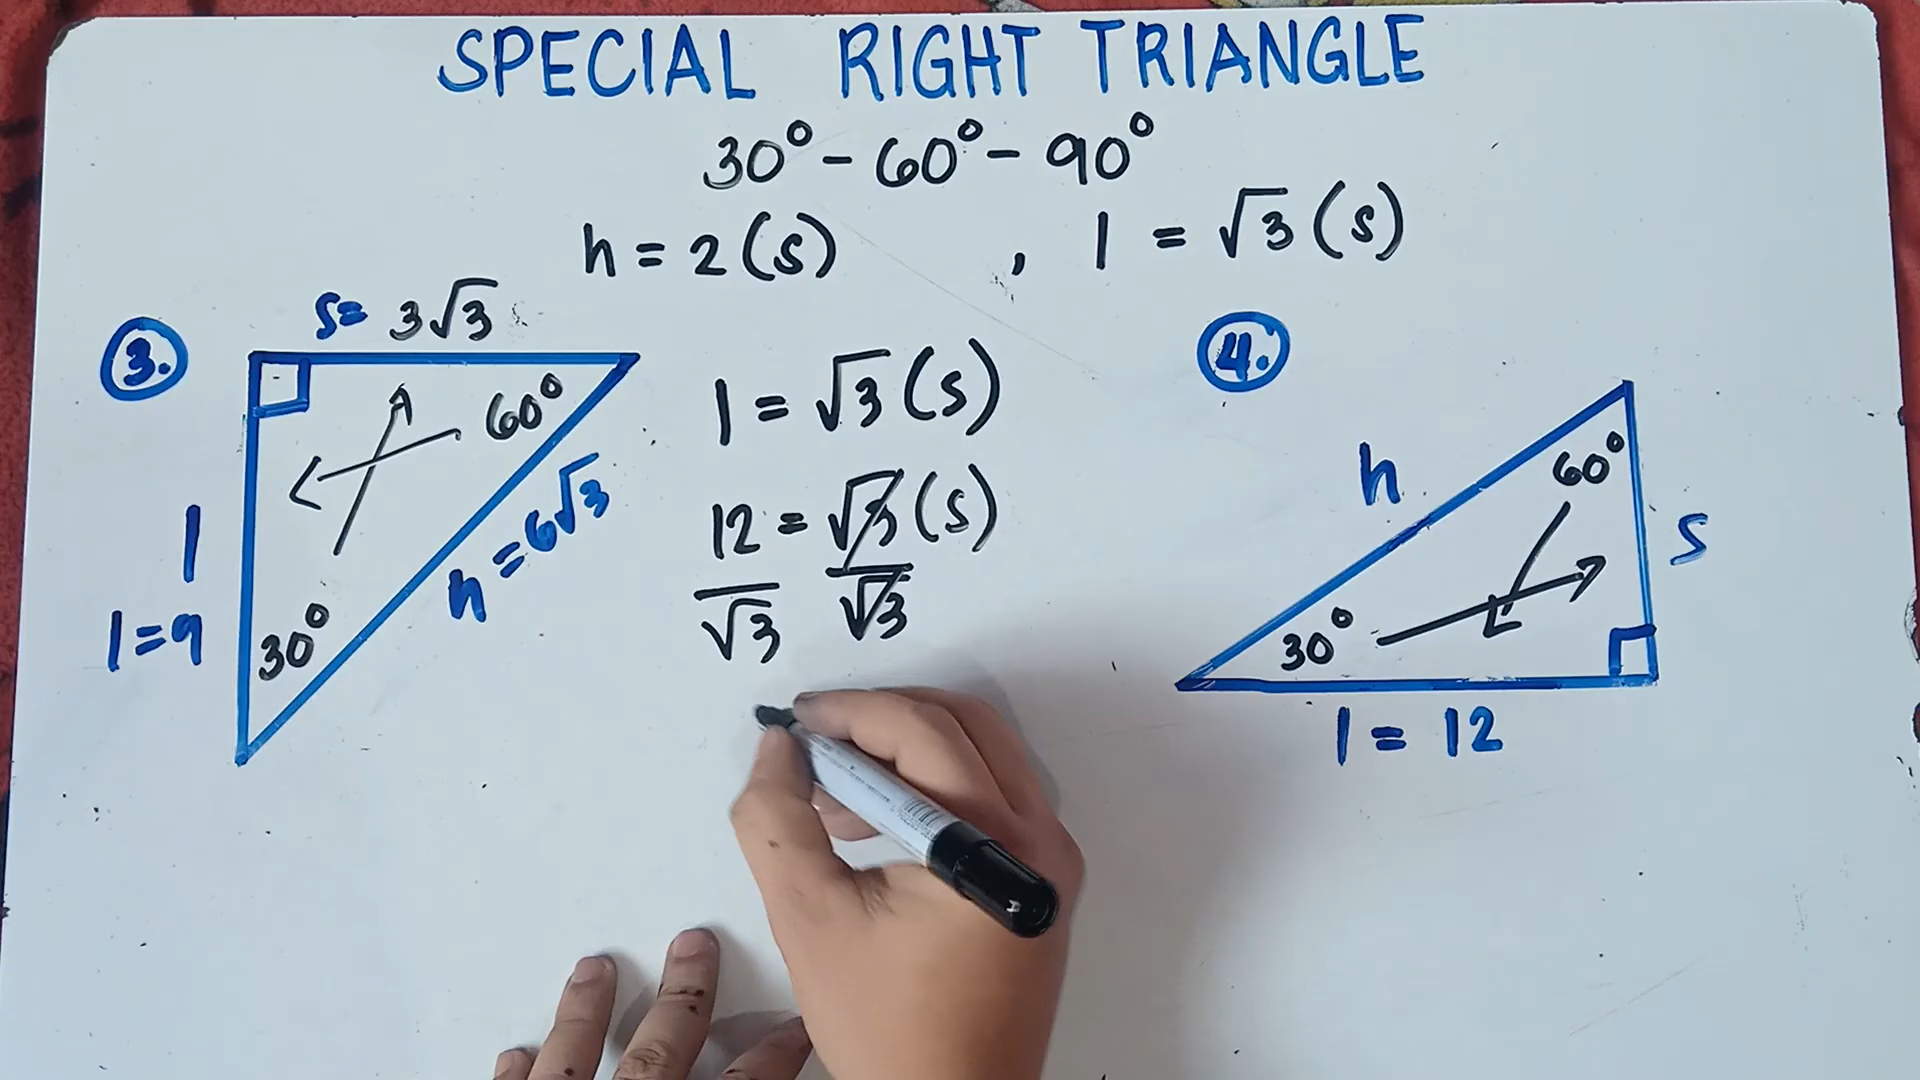 SPECIAL RIGHT TRIANGLE
30° - 60° - 90°
h = 2(s) , l = √3(s)
3.
s= 3√3
60°
l
l=9
30°
h = 6√3
l = √3(s)
12 = √3(s)
√3 √3
4.
h
60°
s
30°
l = 12